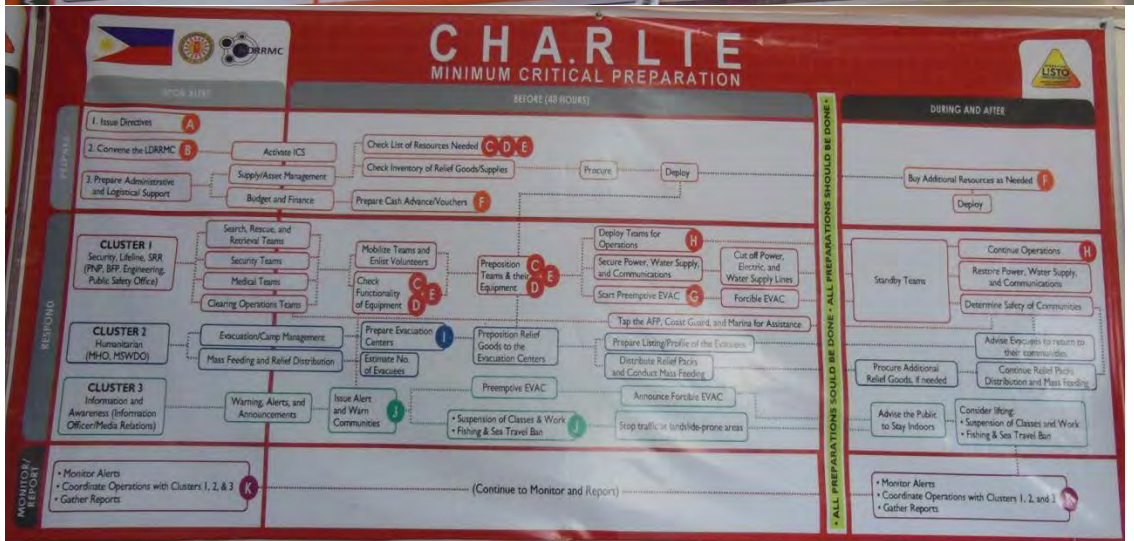 CHA.RLIE
MINIMUM CRITICAL PREPARATION
DRRMC
LISTO
UPON ALERT
BEFORE (48 HOURS)
DURING AND AFTER
1. Issue Directives
A
2. Convene the LDRRMC
B
3. Prepare Administrative
and Logistical Support
Activate ICS
Supply/Asset Management
Budget and Finance
Check List of Resources Needed
C D E
Check Inventory of Relief Goods/Supplies
Prepare Cash Advance/Vouchers
F
Procure
Deploy
Buy Additional Resources as Needed
F
Deploy
RESPOND
CLUSTER 1
Security, Lifeline, SRR
(PNP, BFP, Engineering,
Public Safety Office)
Search, Rescue, and
Retrieval Teams
Security Teams
Medical Teams
Clearing Operations Teams
Mobilize Teams and
Enlist Volunteers
Check
Functionality
of Equipment
C E D
Preposition
Teams & their
Equipment
C E D
Deploy Teams for
Operations
H
Secure Power, Water Supply,
and Communications
Start Preemptive EVAC
G
Cut off Power,
Electric, and
Water Supply Lines
Forcible EVAC
Tap the AFP, Coast Guard, and Marina for Assistance
Standby Teams
Continue Operations
H
Restore Power, Water Supply,
and Communications
Determine Safety of Communities
CLUSTER 2
Humanitarian
(MHO, MSWDO)
Evacuation/Camp Management
Mass Feeding and Relief Distribution
Prepare Evacuation
Centers
I
Estimate No.
of Evacuees
Preposition Relief
Goods to the
Evacuation Centers
Prepare Listing/Profile of the Evacuees
Distribute Relief Packs
and Conduct Mass Feeding
Advise Evacuees to return to
their communities
Procure Additional
Relief Goods, if needed
Continue Relief Packs
Distribution and Mass Feeding
CLUSTER 3
Information and
Awareness (Information
Officer/Media Relations)
Warning, Alerts, and
Announcements
Issue Alert
and Warn
Communities
J
Preemptive EVAC
• Suspension of Classes & Work
• Fishing & Sea Travel Ban
J
Announce Forcible EVAC
Stop traffic at landslide-prone areas
Advise the Public
to Stay Indoors
Consider lifting:
• Suspension of Classes and Work
• Fishing & Sea Travel Ban
MONITOR/
REPORT
• Monitor Alerts
• Coordinate Operations with Clusters 1, 2, & 3
• Gather Reports
K
(Continue to Monitor and Report)
• Monitor Alerts
• Coordinate Operations with Clusters 1, 2, and 3
• Gather Reports
• ALL PREPARATIONS SOULD BE DONE • ALL PREPARATIONS SHOULD BE DONE •